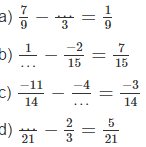 a) 7/9 − .../3 = 1/9
b) 1/... − −2/15 = 7/15
c) −11/14 − −4/... = −3/14
d) .../21 − 2/3 = 5/21